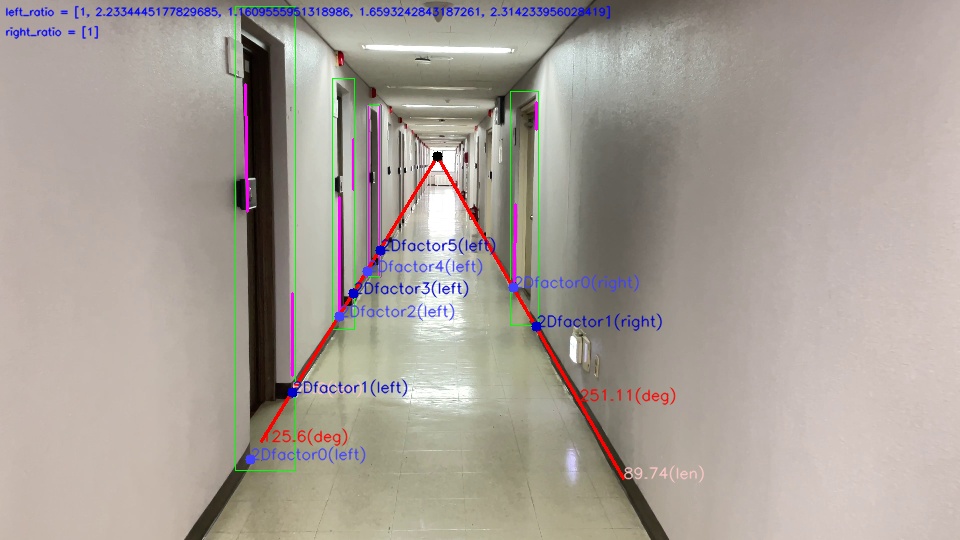 left_ratio = [1, 2.2334445177829685, 1.1609555951318986, 1.6593242843187261, 2.314233956028419]
right_ratio = [1]
2Dfactor5(left)
2Dfactor4(left)
2Dfactor0(right)
2Dfactor3(left)
2Dfactor2(left)
2Dfactor1(right)
2Dfactor1(left)
251.11(deg)
125.6(deg)
2Dfactor0(left)
89.74(len)